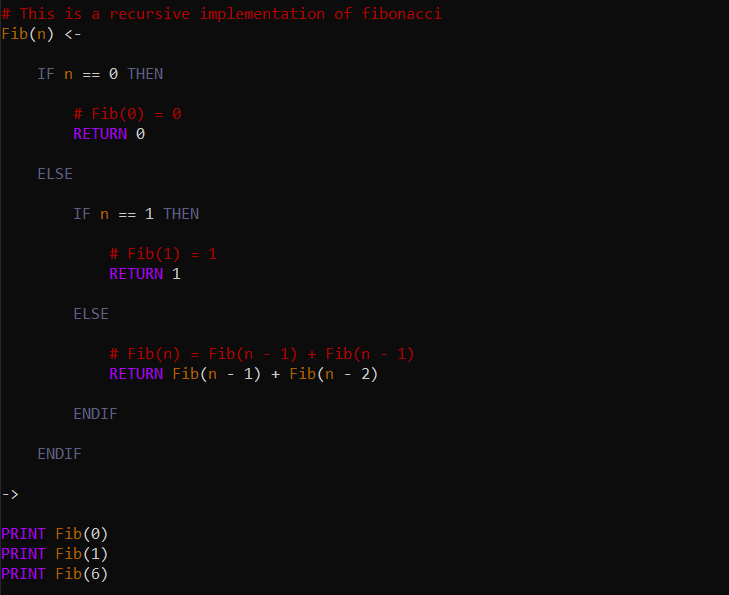 # This is a recursive implementation of fibonacci
Fib(n) <-
    IF n == 0 THEN
        # Fib(0) = 0
        RETURN 0
    ELSE
        IF n == 1 THEN
            # Fib(1) = 1
            RETURN 1
        ELSE
            # Fib(n) = Fib(n - 1) + Fib(n - 1)
            RETURN Fib(n - 1) + Fib(n - 2)
        ENDIF
    ENDIF
->
PRINT Fib(0)
PRINT Fib(1)
PRINT Fib(6)